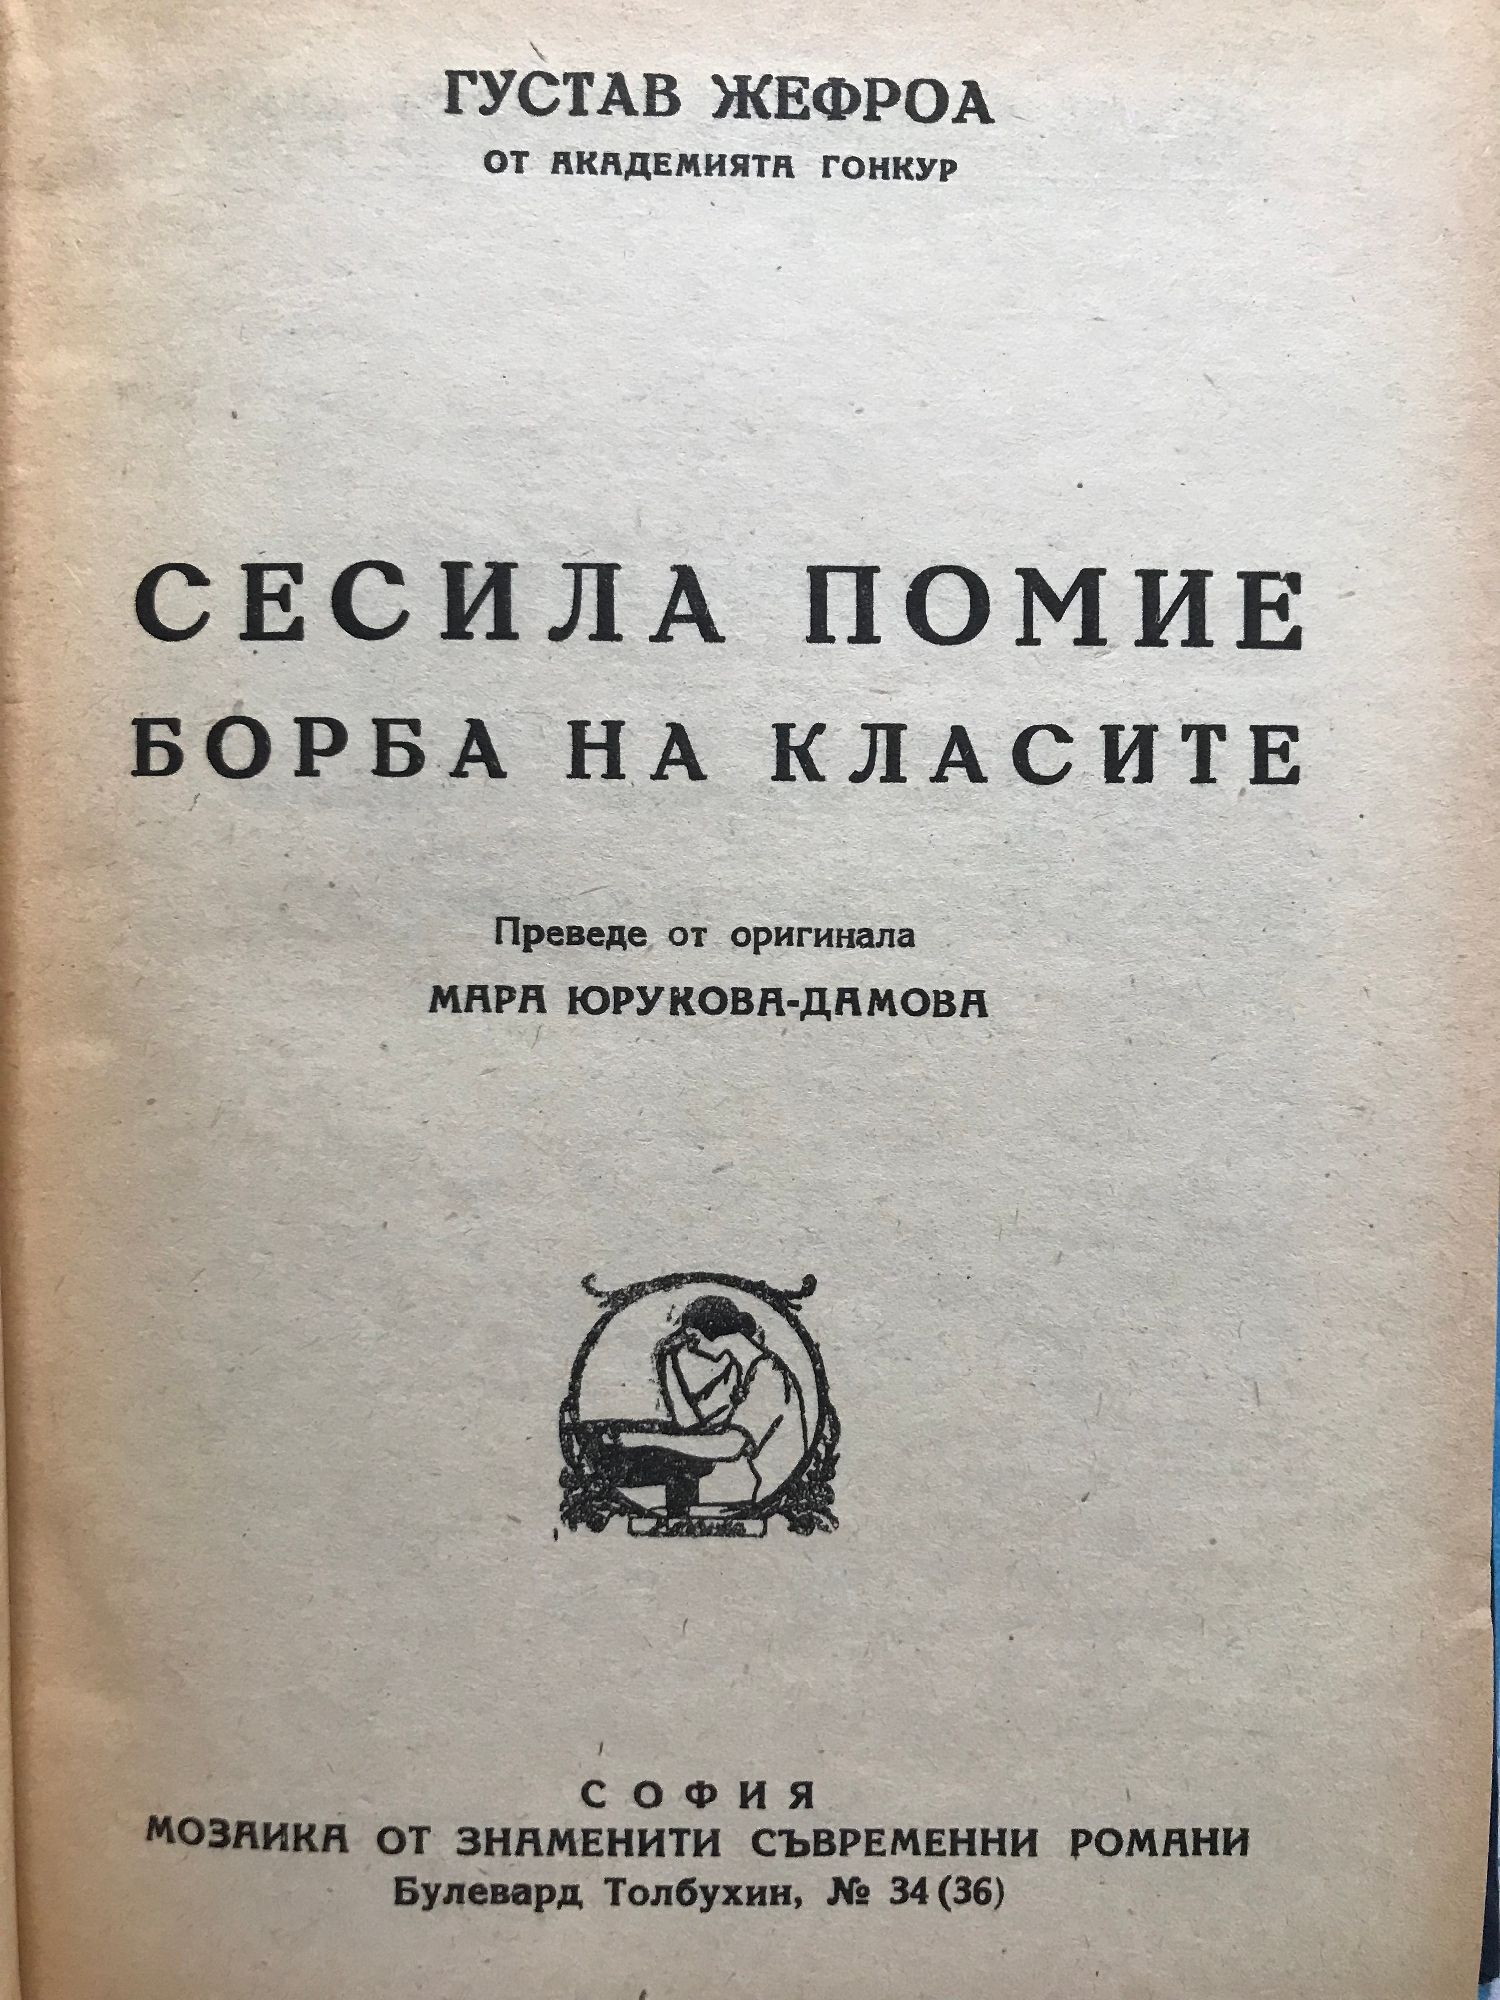 ГУСТАВ ЖЕФРОА
ОТ АКАДЕМИЯТА ГОНКУР
СЕСИЛА ПОМИЕ
БОРБА НА КЛАСИТЕ
Преведе от оригинала
МАРА ЮРУКОВА-ДАМОВА
СОФИЯ
МОЗАИКА ОТ ЗНАМЕНИТИ СЪВРЕМЕННИ РОМАНИ
Булевард Толбухин, № 34 (36)